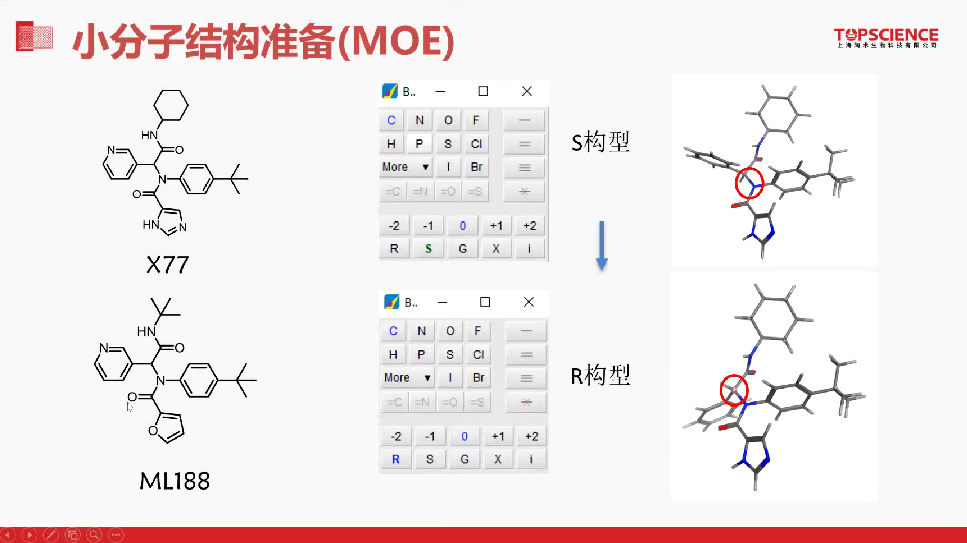 小分子结构准备(MOE)
TOPSCIENCE
上海陶术生物科技有限公司
HN
O
N
N
O
HN
N
X77
HN
O
N
N
O
O
ML188
B..
C N O F
H P S Cl
More I Br
=C =N =O =S
-2 -1 0 +1 +2
R S G X i
S构型
B..
C N O F
H P S Cl
More I Br
=C =N =O =S
-2 -1 0 +1 +2
R S G X i
R构型